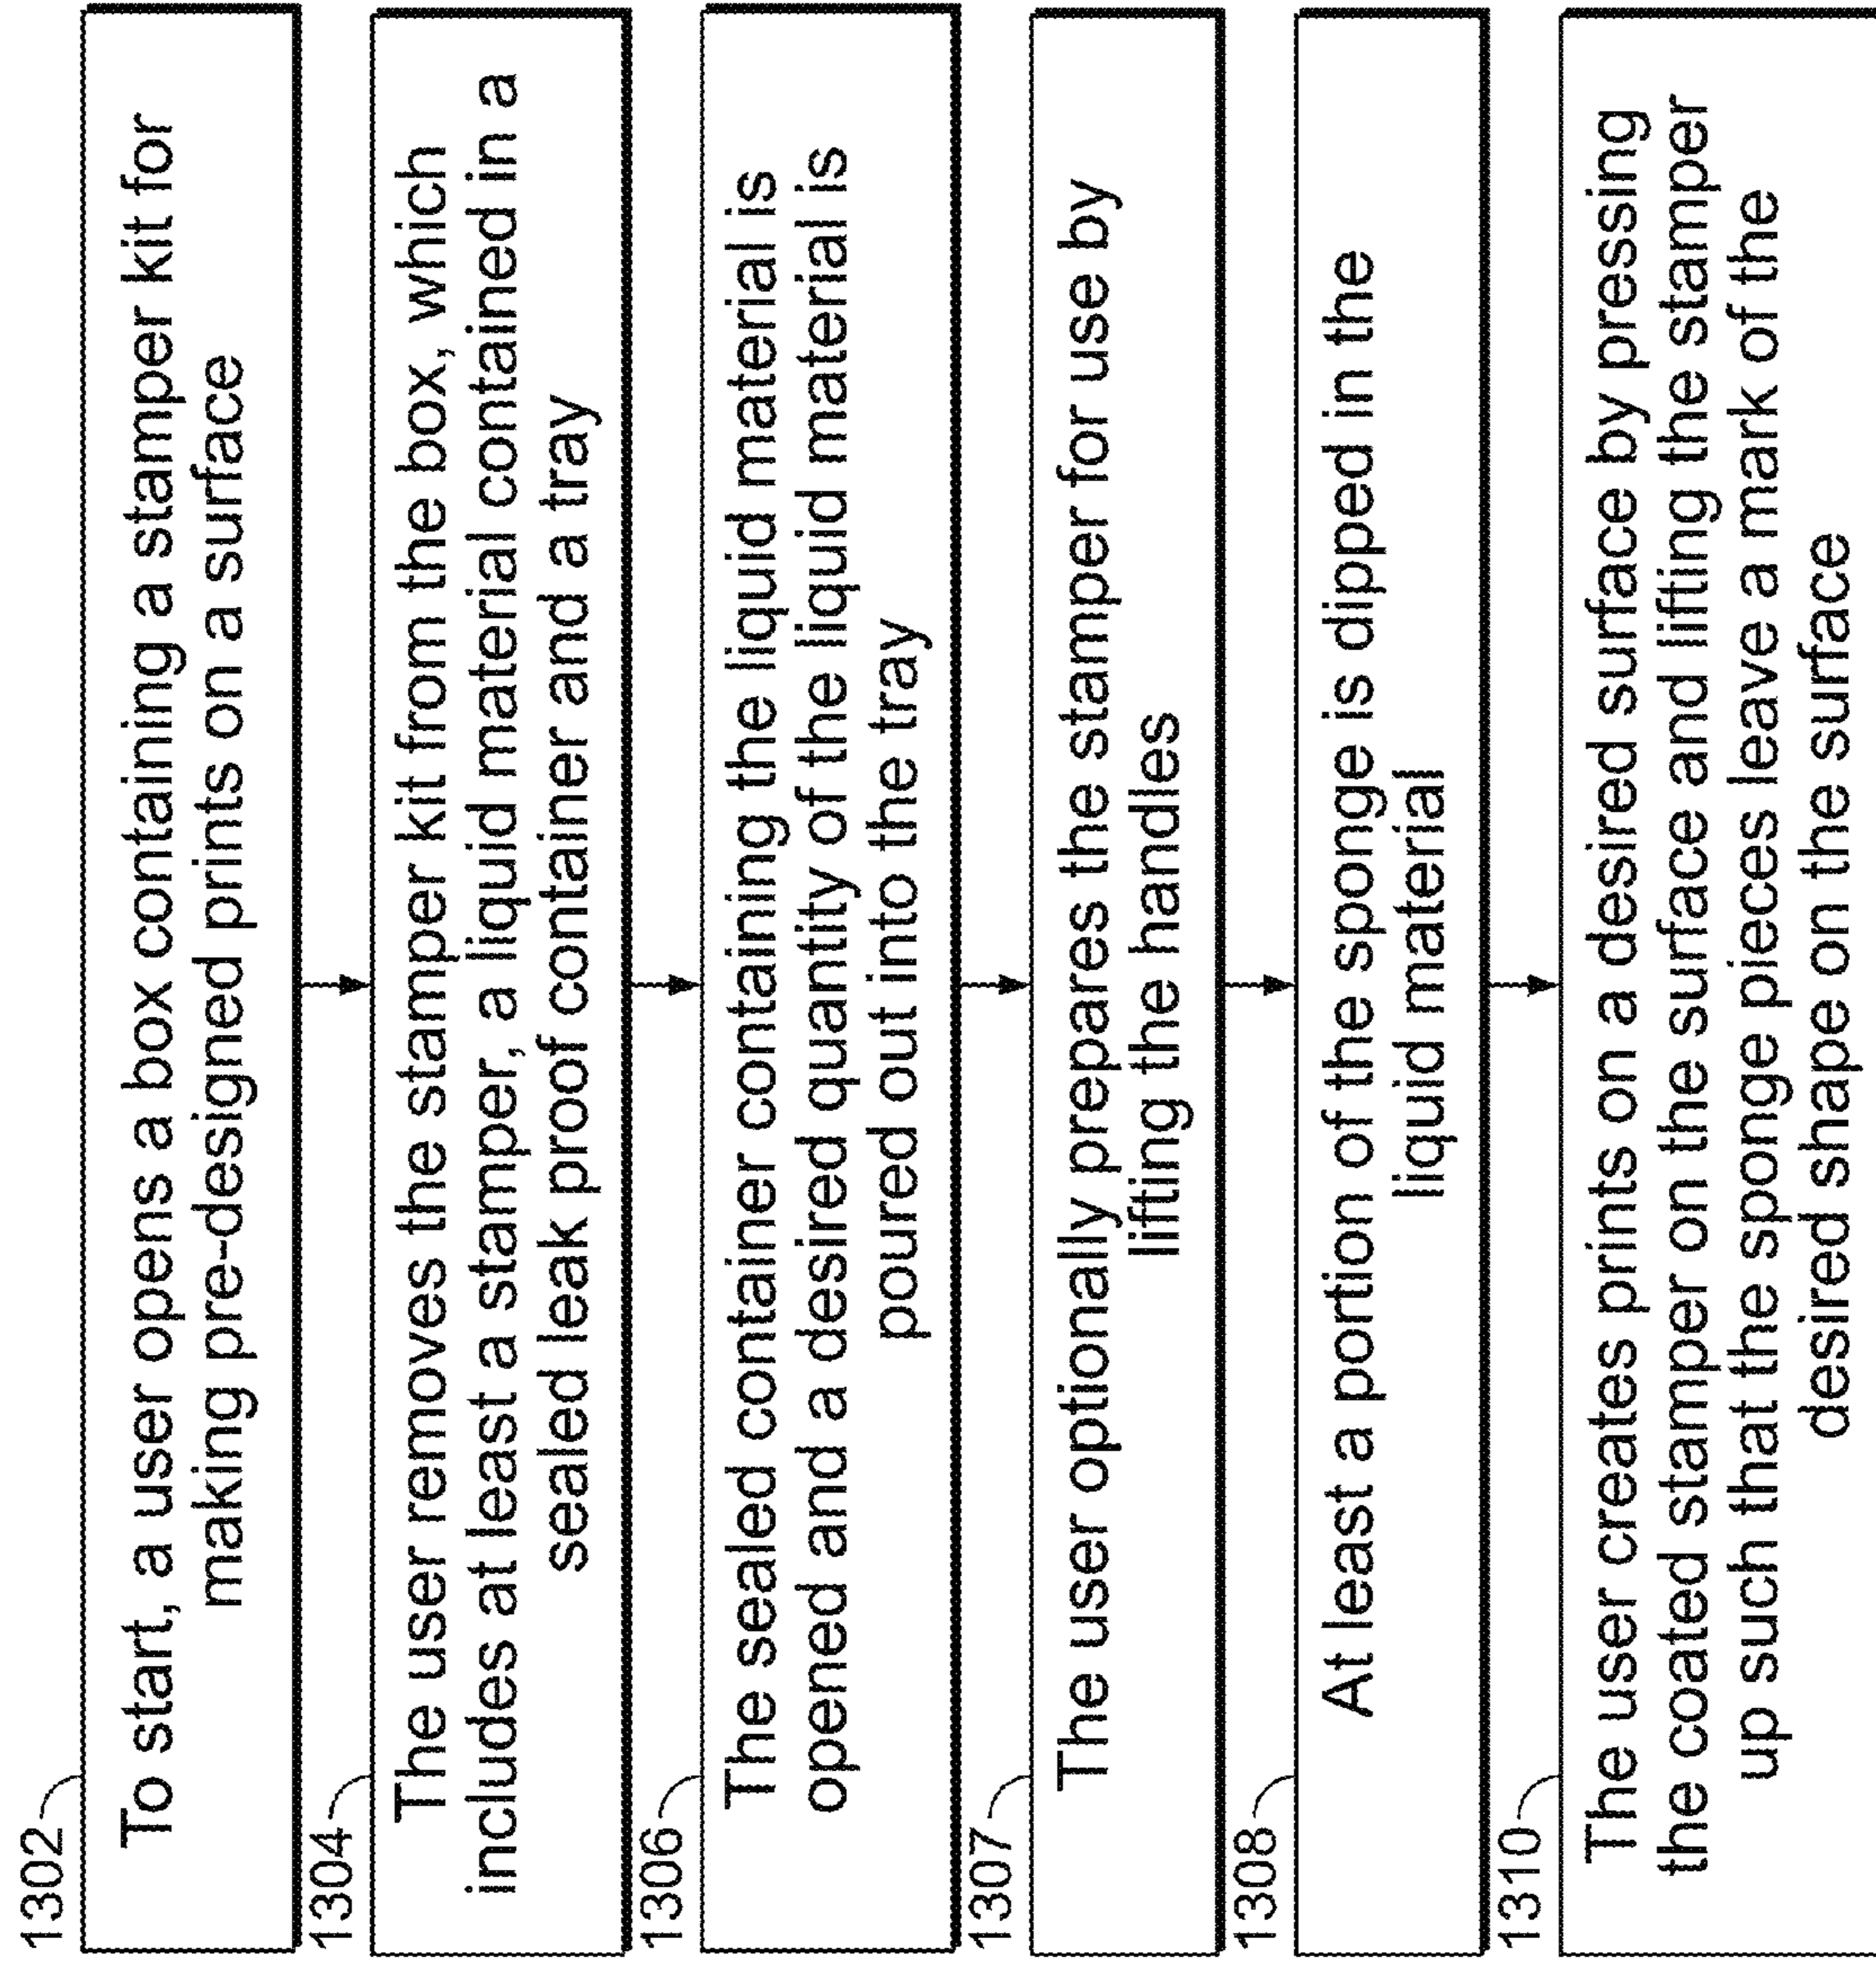 1302
To start, a user opens a box containing a stamper kit for
making pre-designed prints on a surface
1304
The user removes the stamper kit from the box, which
includes at least a stamper, a liquid material contained in a
sealed leak proof container and a tray
1306
The sealed container containing the liquid material is
opened and a desired quantity of the liquid material is
poured out into the tray
1307
The user optionally prepares the stamper for use by
lifting the handles
1308
At least a portion of the sponge is dipped in the
liquid material
1310
The user creates prints on a desired surface by pressing
the coated stamper on the surface and lifting the stamper
up such that the sponge pieces leave a mark of the
desired shape on the surface